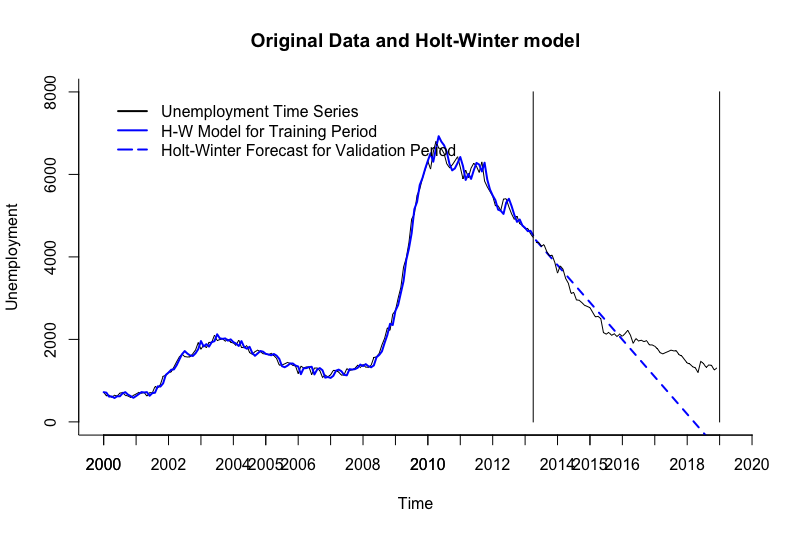 Original Data and Holt-Winter model
Unemployment Time Series
H-W Model for Training Period
Holt-Winter Forecast for Validation Period
Unemployment
8000
6000
4000
2000
0
2000 2002 2004 2005 2006 2008 2010 2012 2014 2015 2016 2018 2020
Time